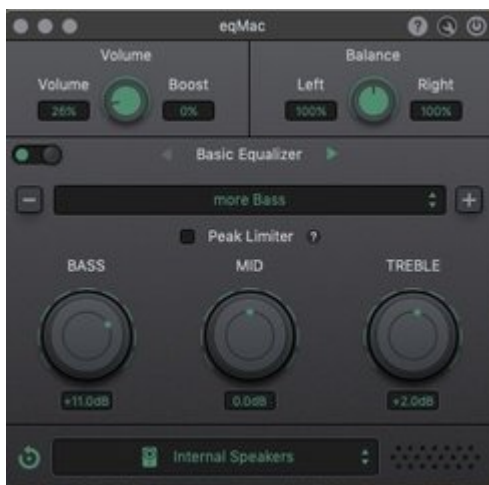 eqMac
?
Volume
Balance
Volume
Boost
Left
Right
26%
0%
100%
100%
Basic Equalizer
more Bass
Peak Limiter ?
BASS
MID
TREBLE
+11.0dB
0.0dB
+2.0dB
Internal Speakers